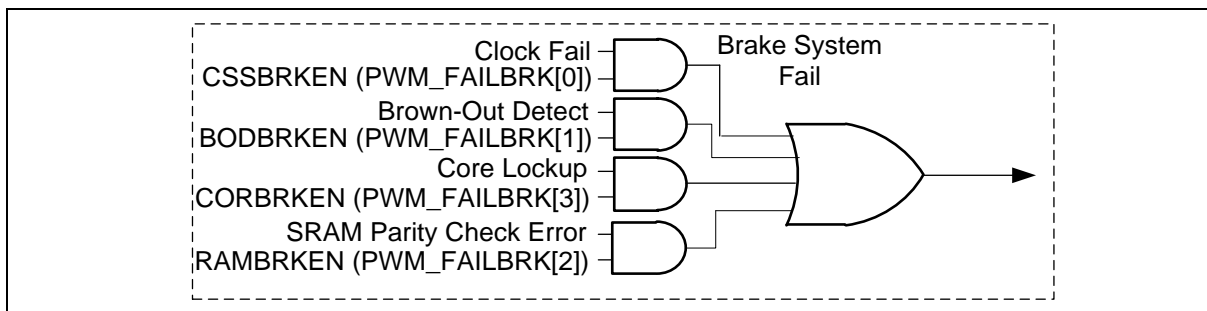 Clock Fail
CSSBRKEN (PWM_FAILBRK[0])
Brown-Out Detect
BODBRKEN (PWM_FAILBRK[1])
Core Lockup
CORBRKEN (PWM_FAILBRK[3])
SRAM Parity Check Error
RAMBRKEN (PWM_FAILBRK[2])
Brake System
Fail